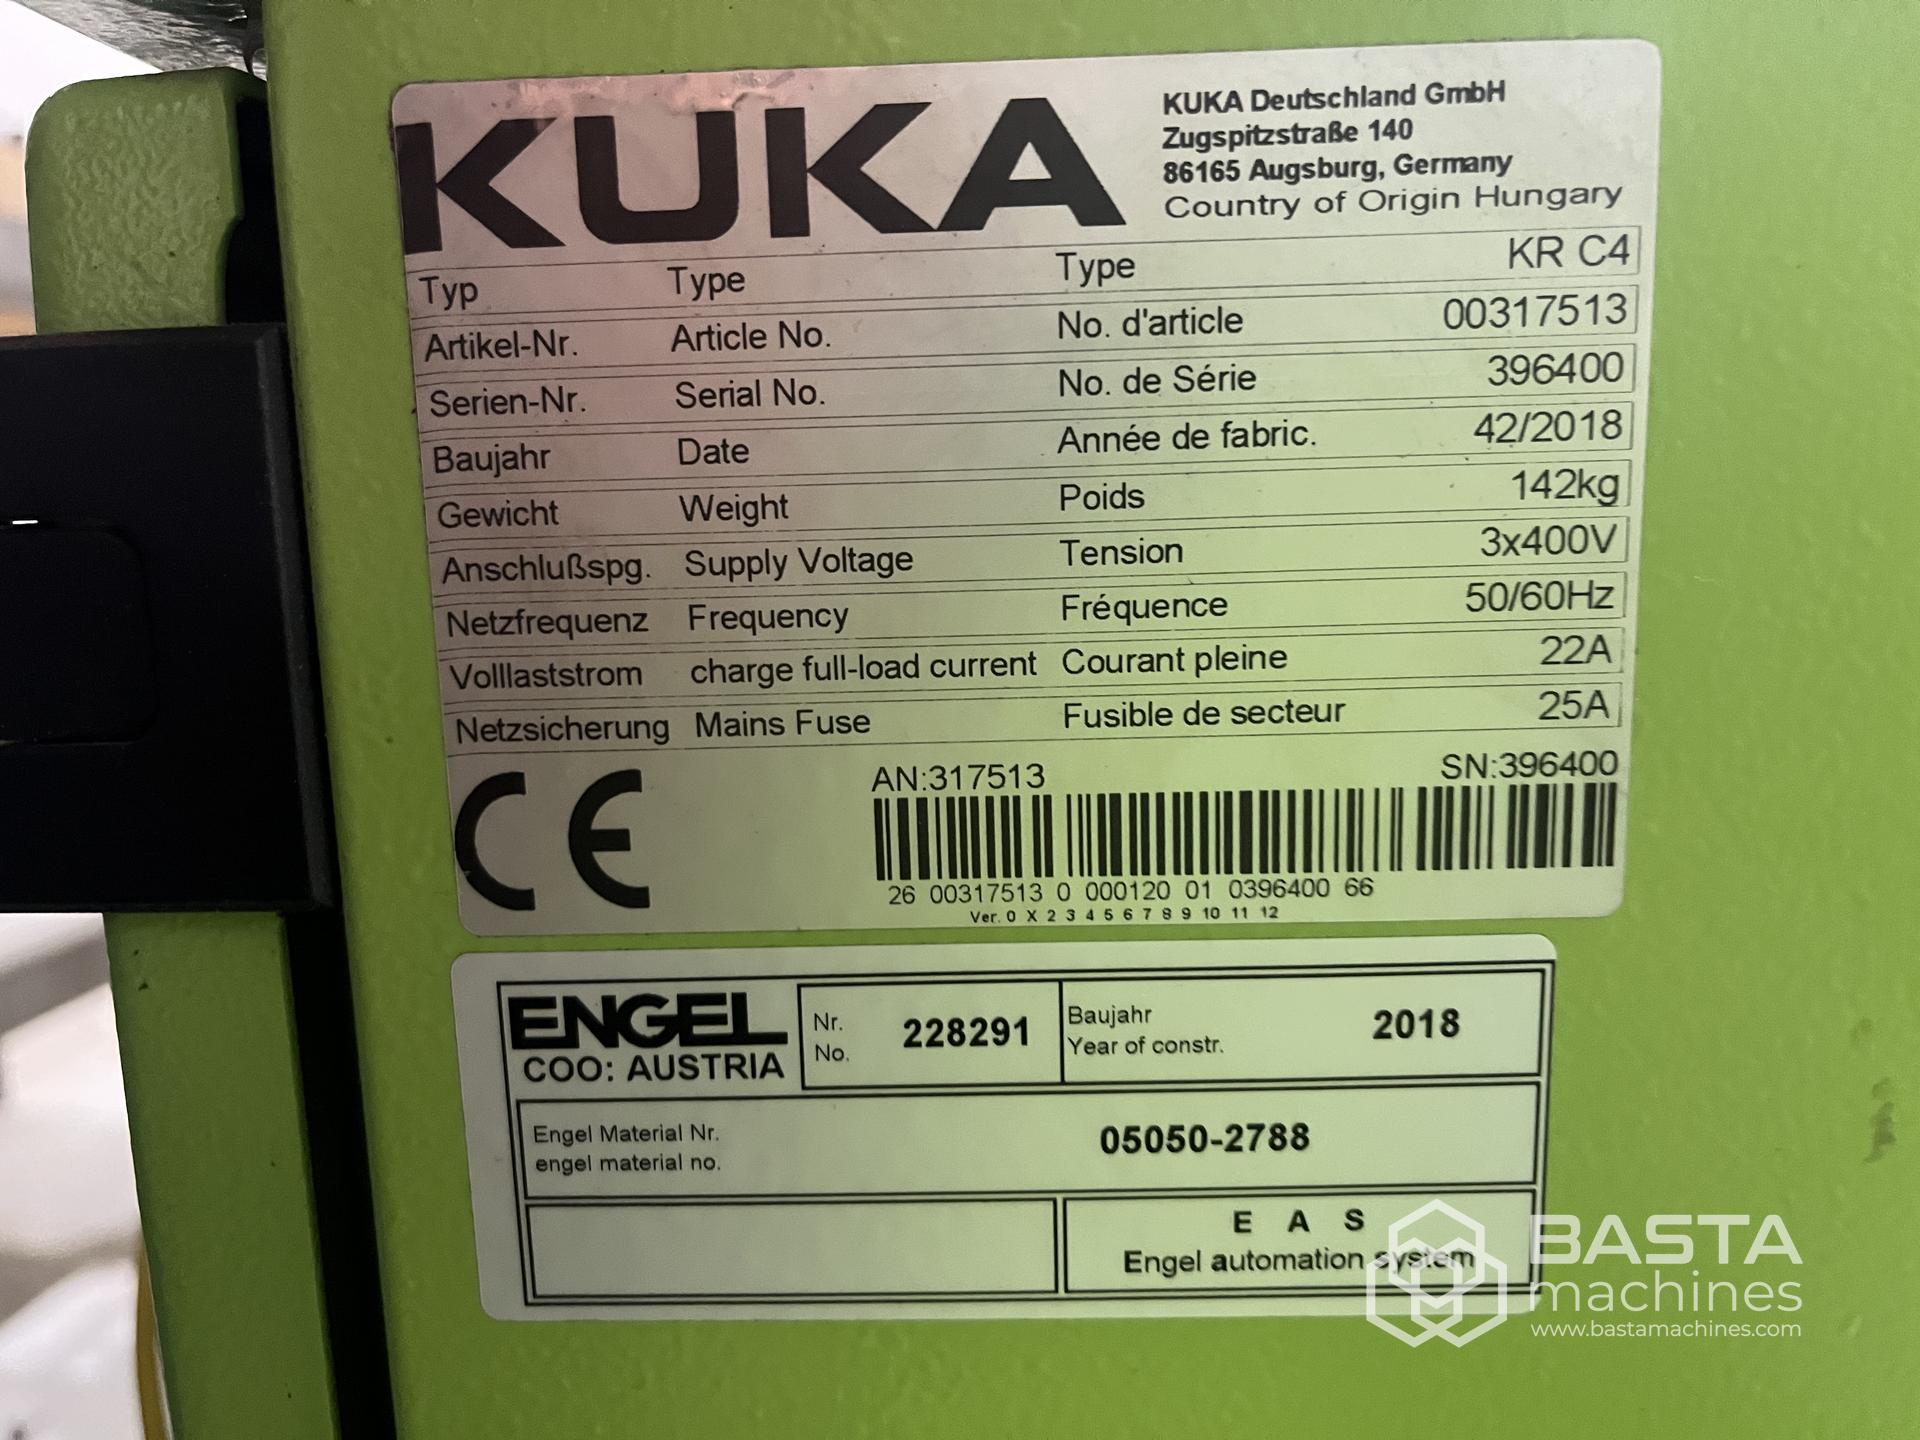 KUKA
KUKA Deutschland GmbH
Zugspitzstraße 140
86165 Augsburg, Germany
Country of Origin Hungary
Typ Type Type KR C4
Artikel-Nr. Article No. No. d'article 00317513
Serien-Nr. Serial No. No. de Série 396400
Baujahr Date Année de fabric. 42/2018
Gewicht Weight Poids 142kg
Anschlußspg. Supply Voltage Tension 3x400V
Netzfrequenz Frequency Fréquence 50/60Hz
Volllaststrom charge full-load current Courant pleine 22A
Netzsicherung Mains Fuse Fusible de secteur 25A
CE
AN:317513 SN:396400
26 00317513 0 000120 01 0396400 66
Ver. 0 X 2 3 4 5 6 7 8 9 10 11 12
ENGEL
COO: AUSTRIA
Nr.
No.
228291
Baujahr
Year of constr.
2018
Engel Material Nr.
engel material no.
05050-2788
E A S
Engel automation system
BASTA
machines
www.bastamachines.com